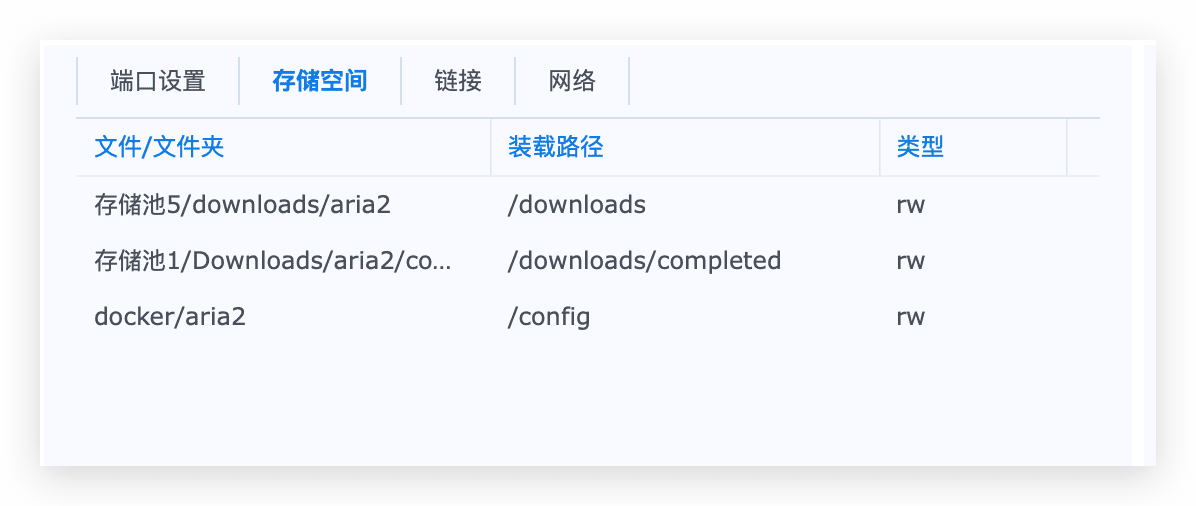 端口设置 存储空间 链接 网络
文件/文件夹 装载路径 类型
存储池5/downloads/aria2 /downloads rw
存储池1/Downloads/aria2/co... /downloads/completed rw
docker/aria2 /config rw